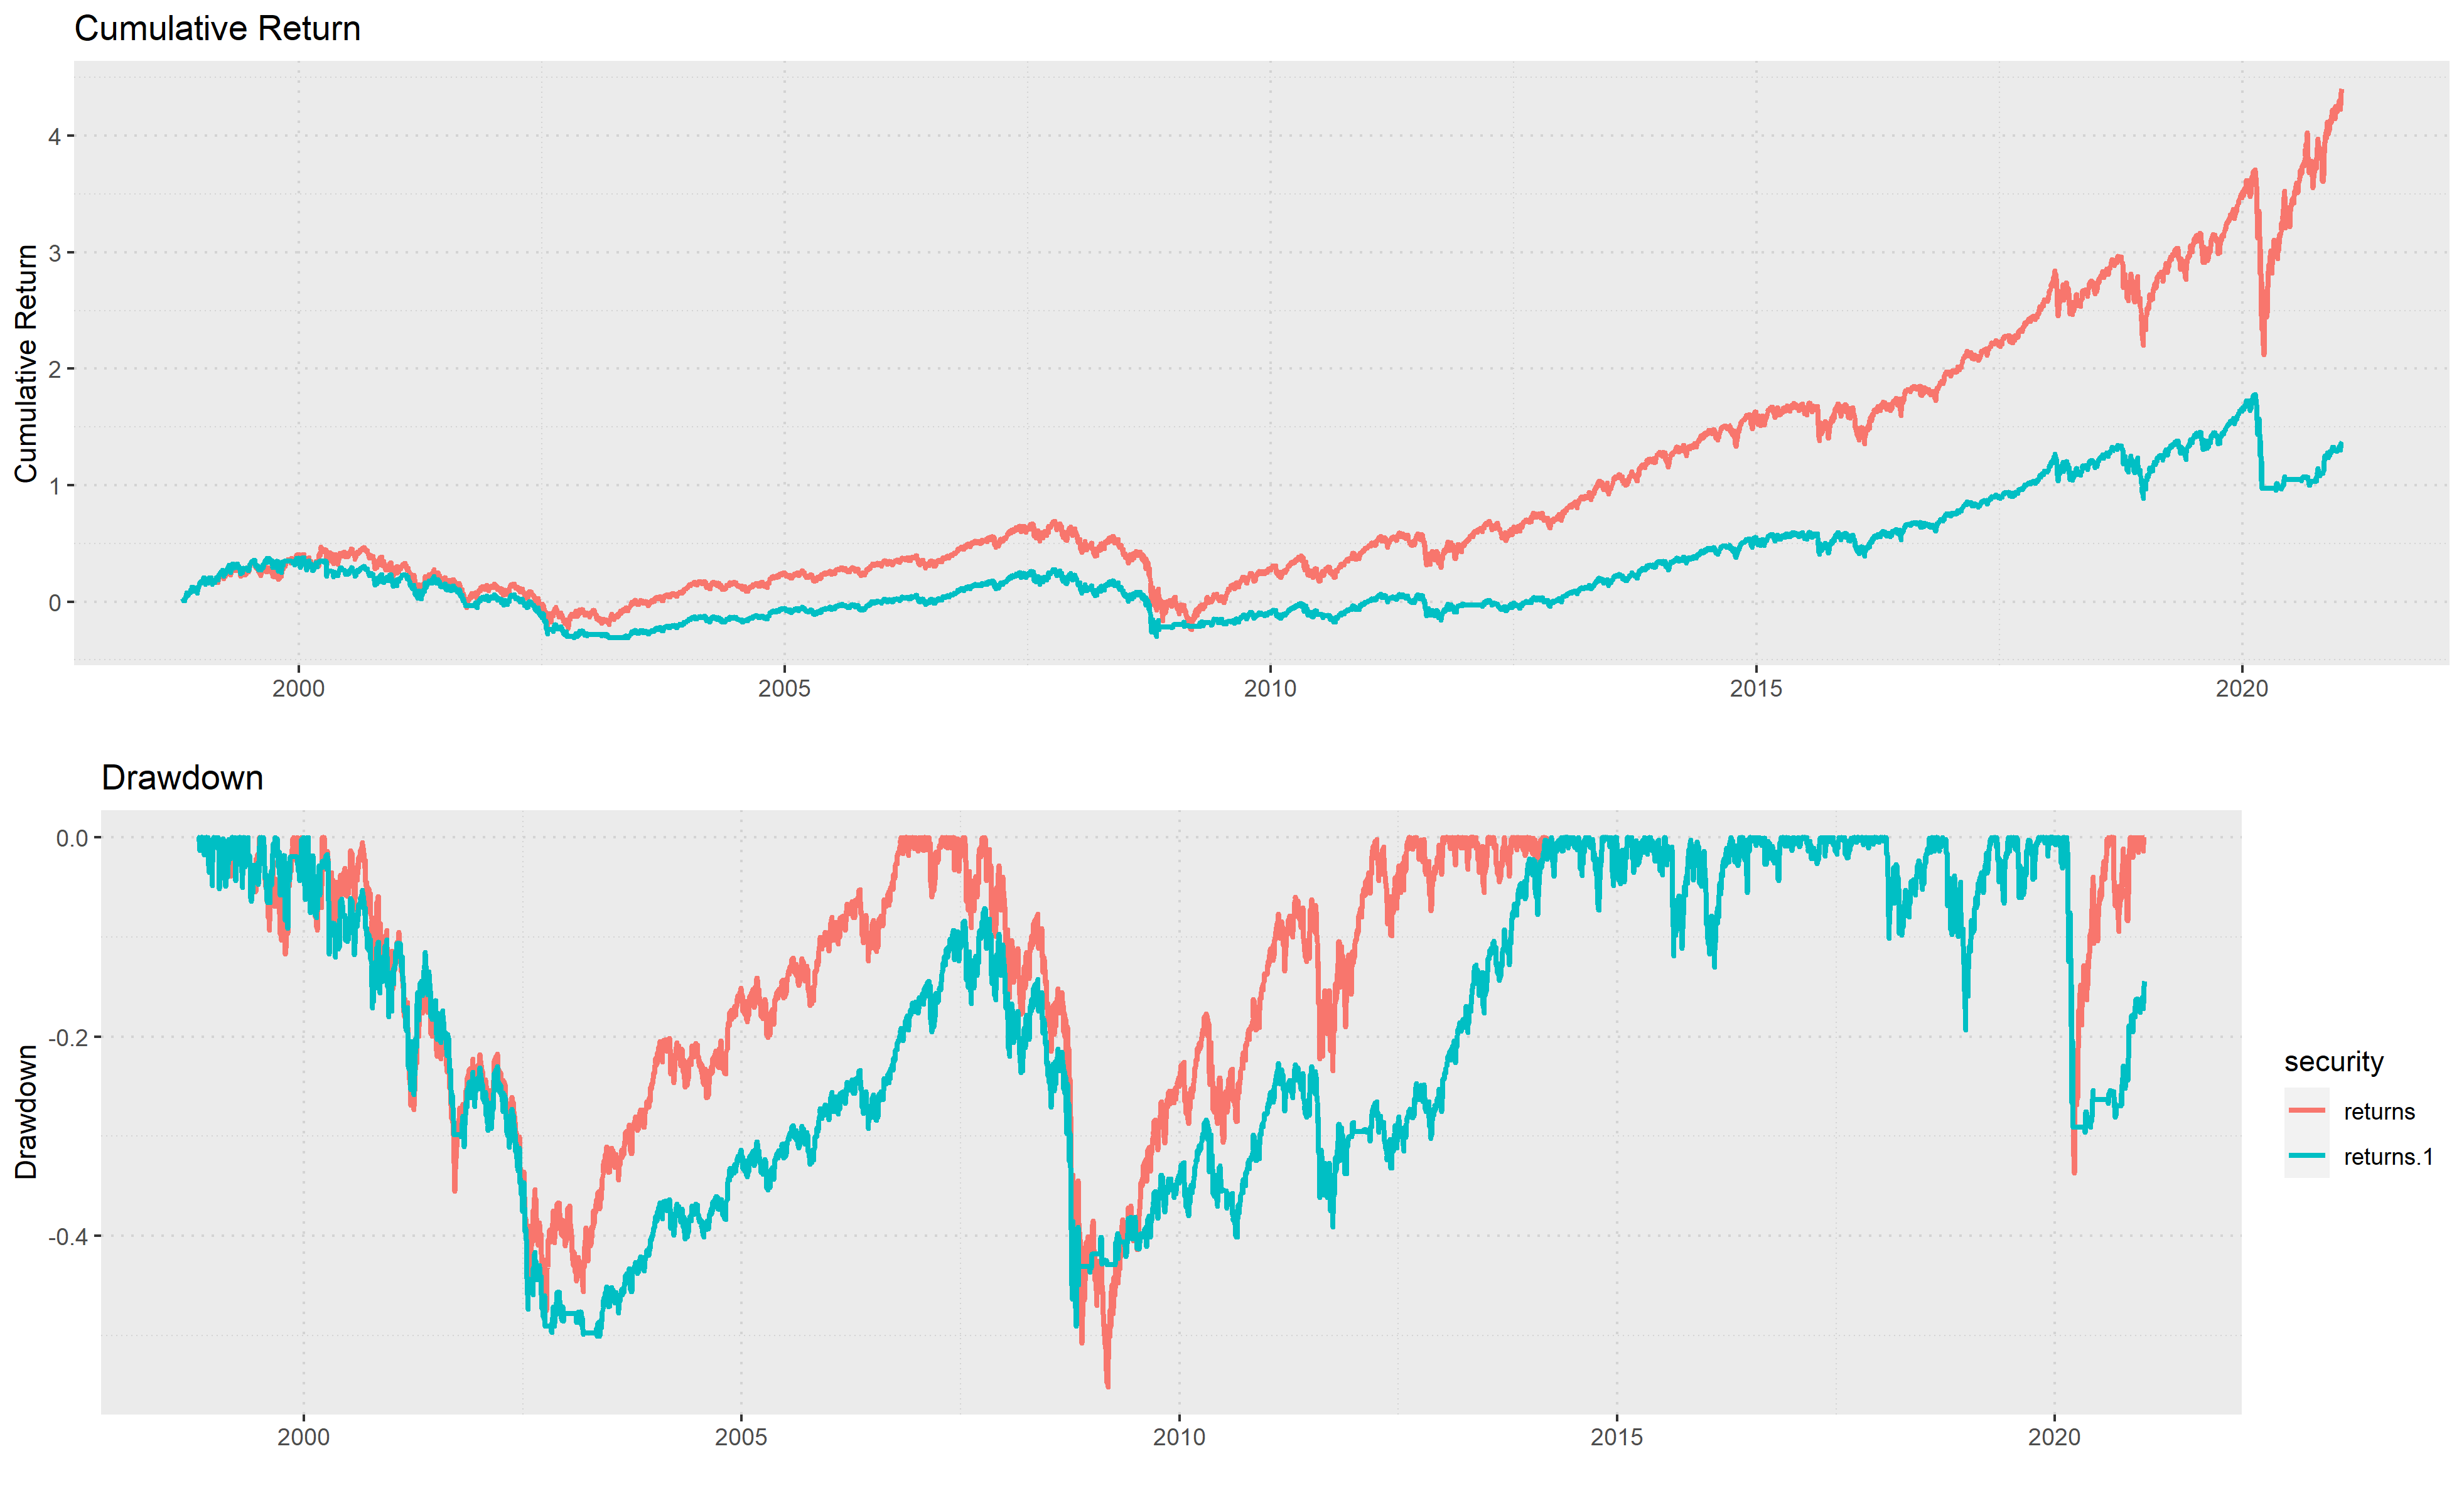 Cumulative Return
Cumulative Return
4
3
2
1
0
2000 2005 2010 2015 2020
Drawdown
Drawdown
0.0
-0.2
-0.4
2000 2005 2010 2015 2020
security
returns
returns.1